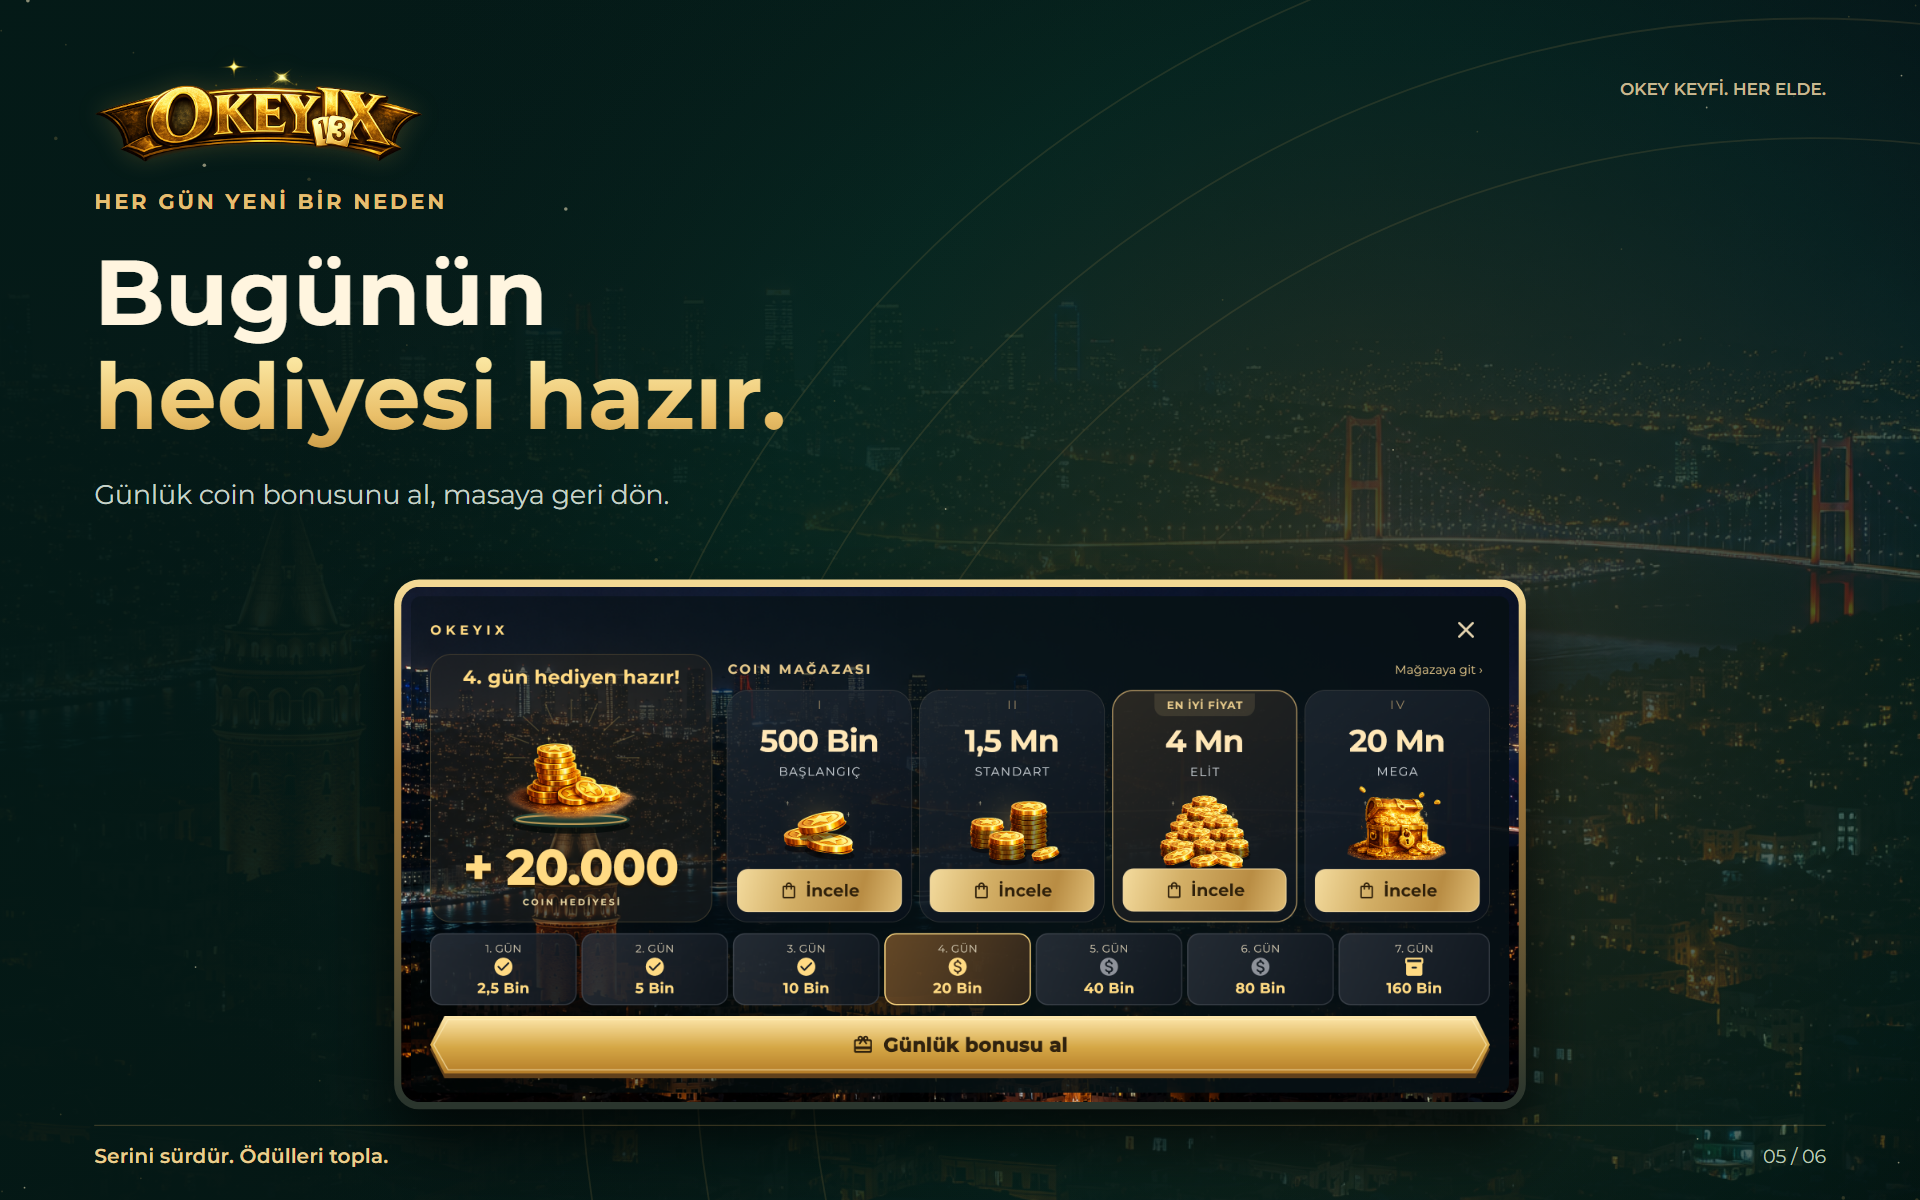 OKEYIX
13
OKEY KEYFİ. HER ELDE.
HER GÜN YENİ BİR NEDEN
Bugünün
hediyesi hazır.
Günlük coin bonusunu al, masaya geri dön.
OKEYIX
4. gün hediyen hazır!
+ 20.000
COIN HEDİYESİ
COIN MAĞAZASI
Mağazaya git ›
I
500 Bin
BAŞLANGIÇ
İncele
II
1,5 Mn
STANDART
İncele
EN İYİ FİYAT
4 Mn
ELİT
İncele
IV
20 Mn
MEGA
İncele
1. GÜN
2,5 Bin
2. GÜN
5 Bin
3. GÜN
10 Bin
4. GÜN
20 Bin
5. GÜN
40 Bin
6. GÜN
80 Bin
7. GÜN
160 Bin
Günlük bonusu al
Serini sürdür. Ödülleri topla.
05 / 06